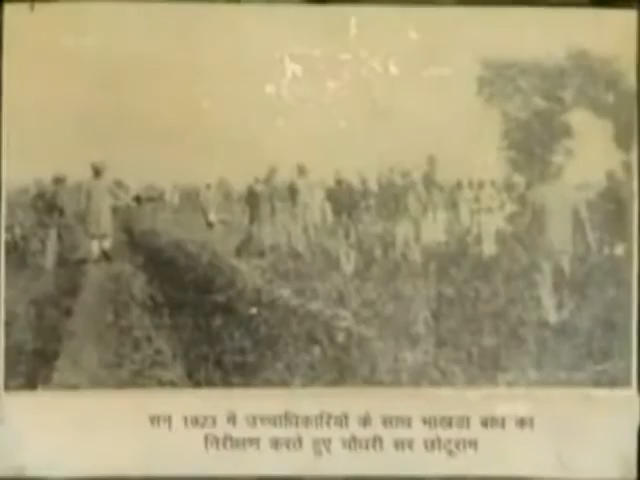 सन् 1923 में उच्चाधिकारियों के साथ भाखडा बांध का
निरीक्षण करते हुए चौधरी सर छोटूराम